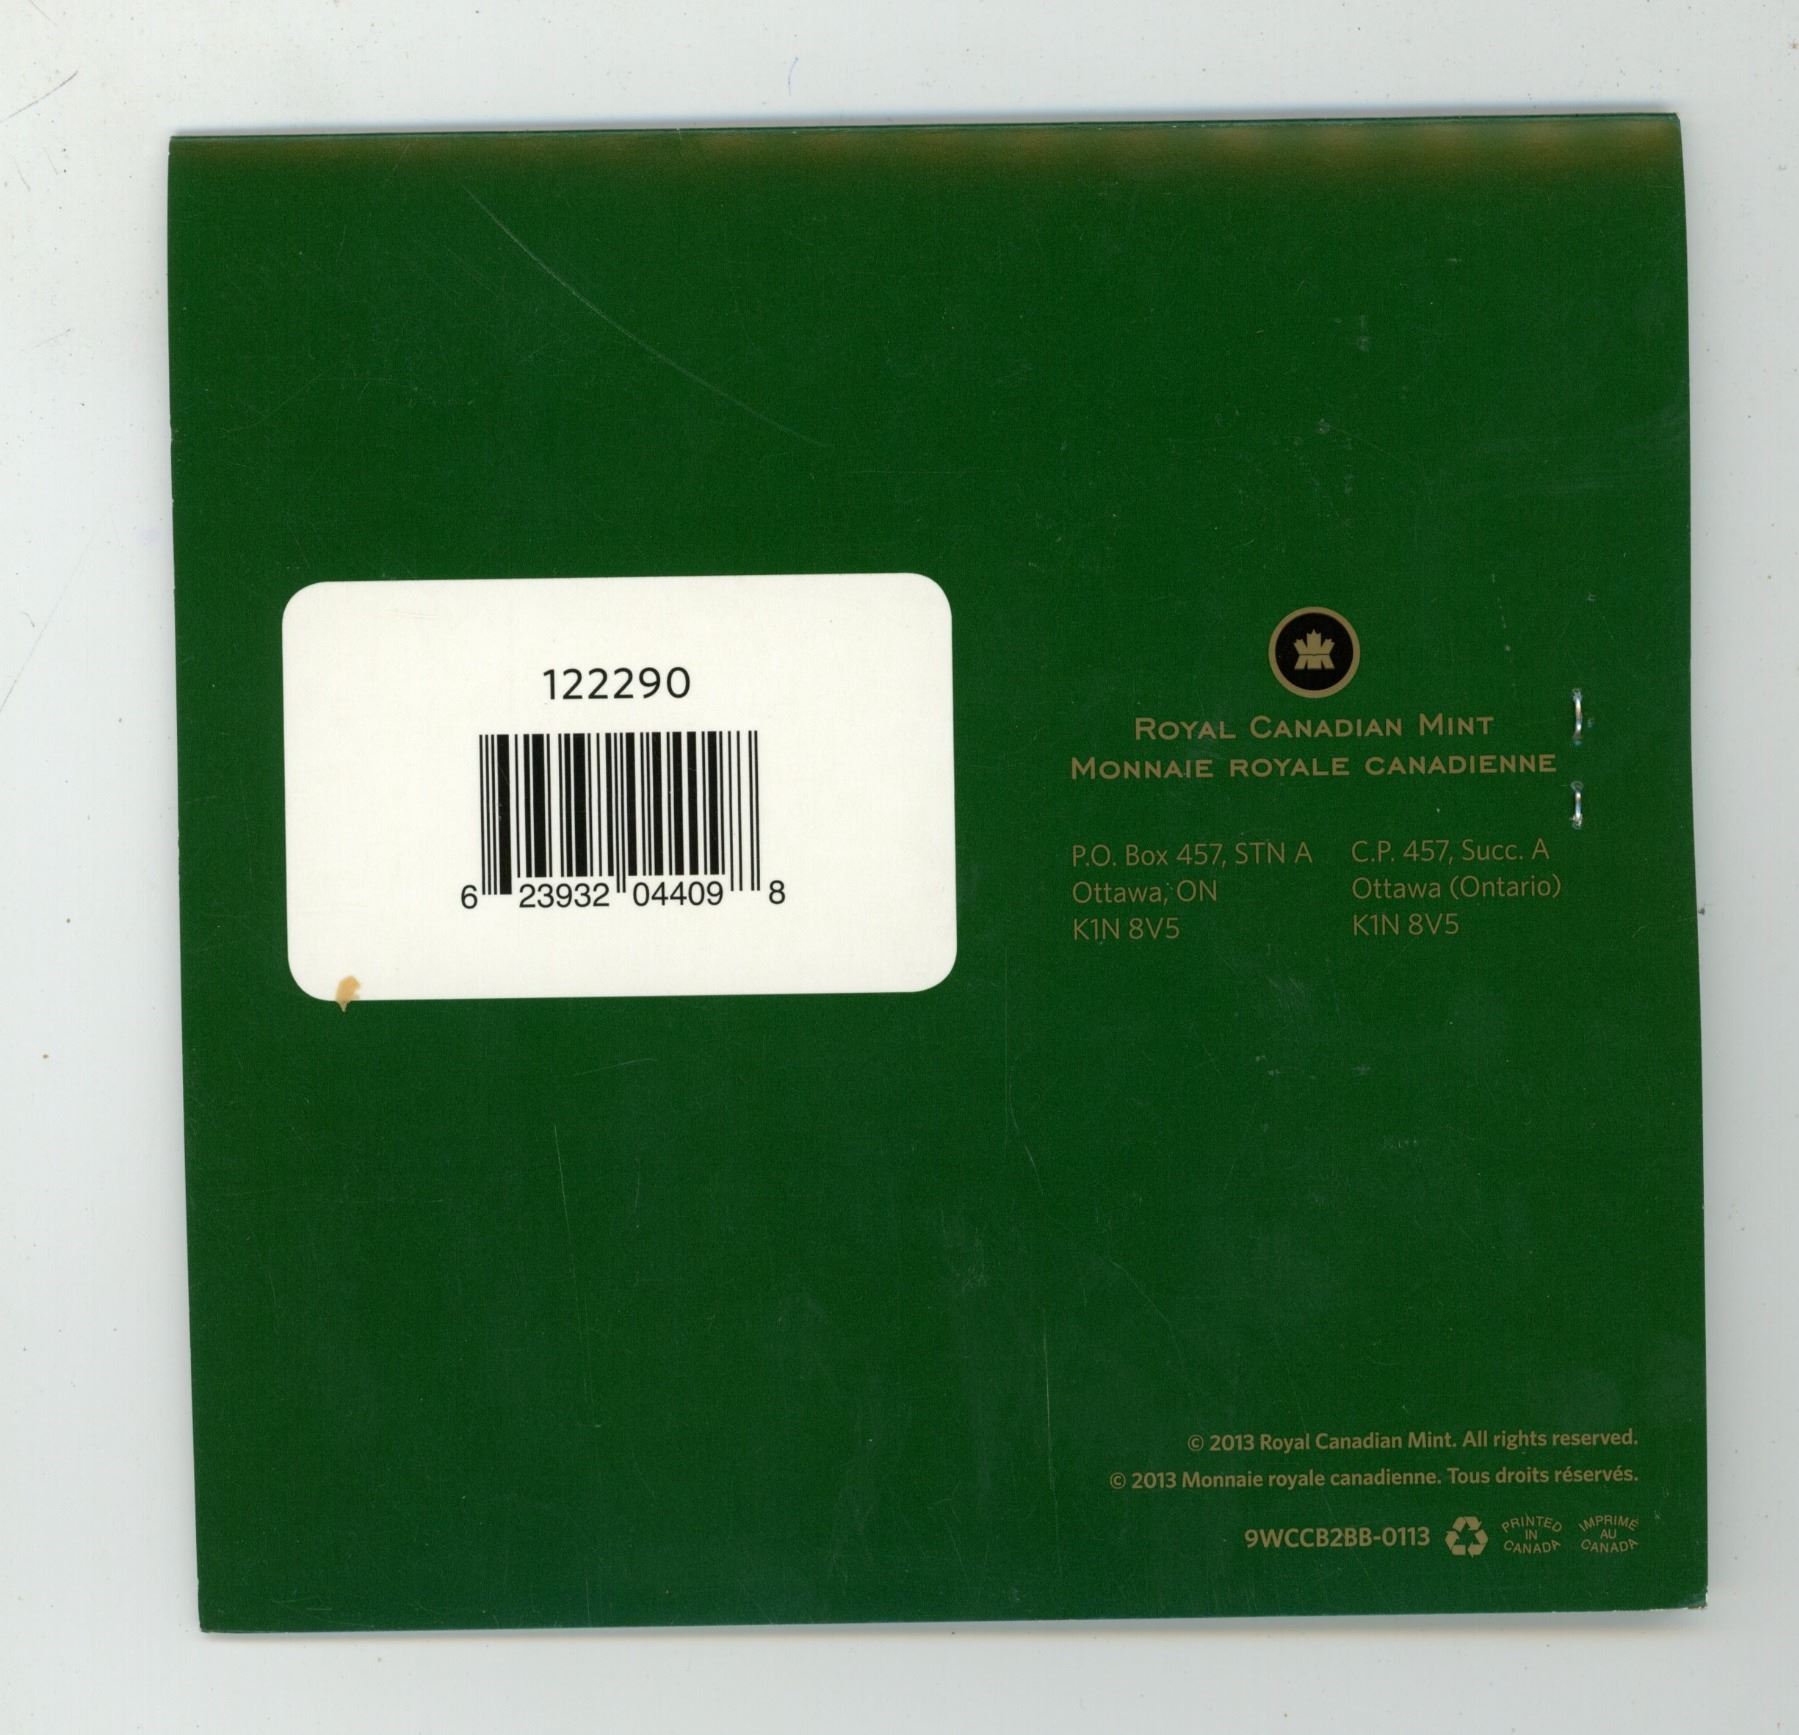 122290
6 23932 04409 8
ROYAL CANADIAN MINT
MONNAIE ROYALE CANADIENNE
P.O. Box 457, STN A
Ottawa, ON
K1N 8V5
C.P. 457, Succ. A
Ottawa (Ontario)
K1N 8V5
© 2013 Royal Canadian Mint. All rights reserved.
© 2013 Monnaie royale canadienne. Tous droits réservés.
9WCCB2BB-0113
PRINTED
IN
CANADA
IMPRIMÉ
AU
CANADA